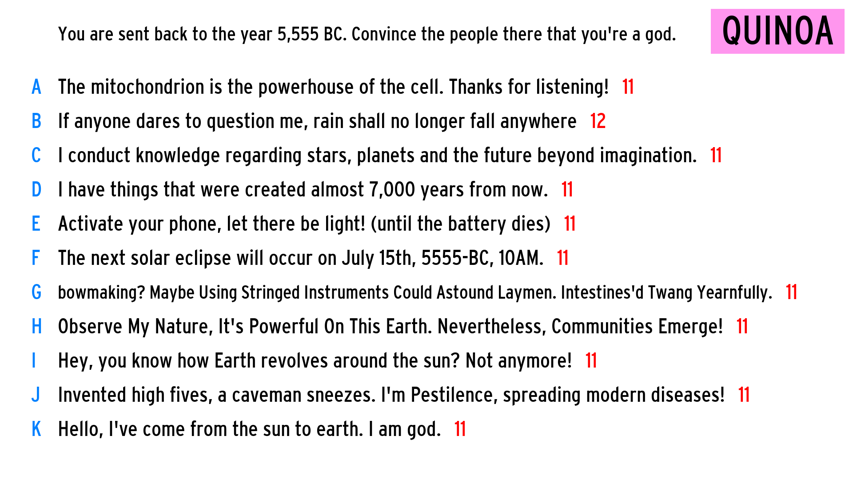 You are sent back to the year 5,555 BC. Convince the people there that you're a god.
QUINOA
A The mitochondrion is the powerhouse of the cell. Thanks for listening! 11
B If anyone dares to question me, rain shall no longer fall anywhere 12
C I conduct knowledge regarding stars, planets and the future beyond imagination. 11
D I have things that were created almost 7,000 years from now. 11
E Activate your phone, let there be light! (until the battery dies) 11
F The next solar eclipse will occur on July 15th, 5555-BC, 10AM. 11
G bowmaking? Maybe Using Stringed Instruments Could Astound Laymen. Intestines'd Twang Yearnfully. 11
H Observe My Nature, It's Powerful On This Earth. Nevertheless, Communities Emerge! 11
I Hey, you know how Earth revolves around the sun? Not anymore! 11
J Invented high fives, a caveman sneezes. I'm Pestilence, spreading modern diseases! 11
K Hello, I've come from the sun to earth. I am god. 11